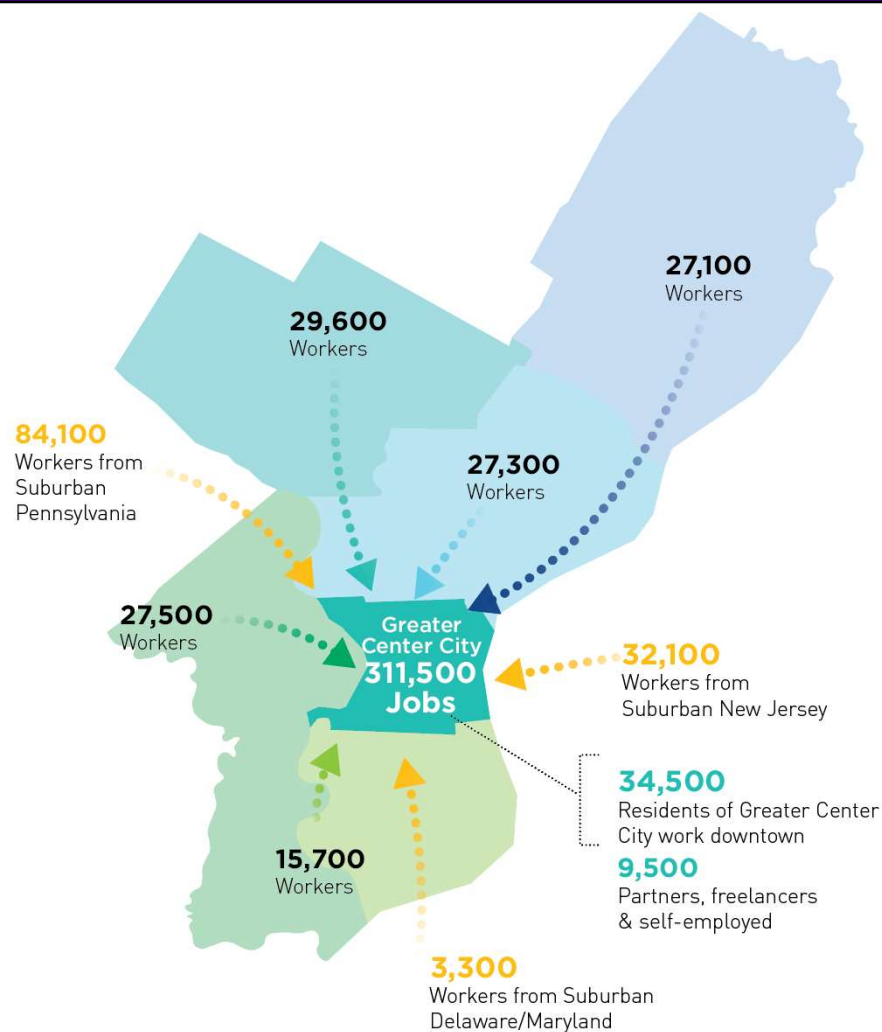 27,100
Workers
29,600
Workers
84,100
Workers from
Suburban
Pennsylvania
27,300
Workers
27,500
Workers
Greater
Center City
311,500
Jobs
32,100
Workers from
Suburban New Jersey
34,500
Residents of Greater Center
City work downtown
9,500
Partners, freelancers
& self-employed
15,700
Workers
3,300
Workers from Suburban
Delaware/Maryland